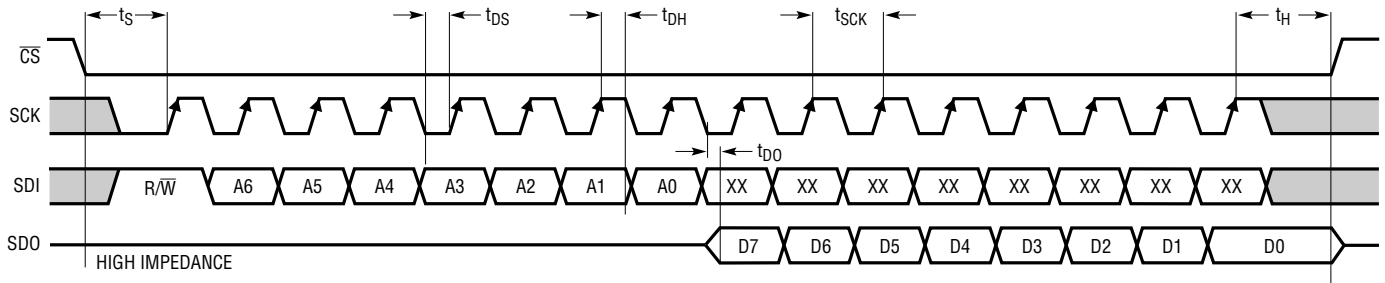 tS tDS tDH tSCK tH
CS
SCK
tDO
SDI R/W A6 A5 A4 A3 A2 A1 A0 XX XX XX XX XX XX XX XX
SDO D7 D6 D5 D4 D3 D2 D1 D0
HIGH IMPEDANCE